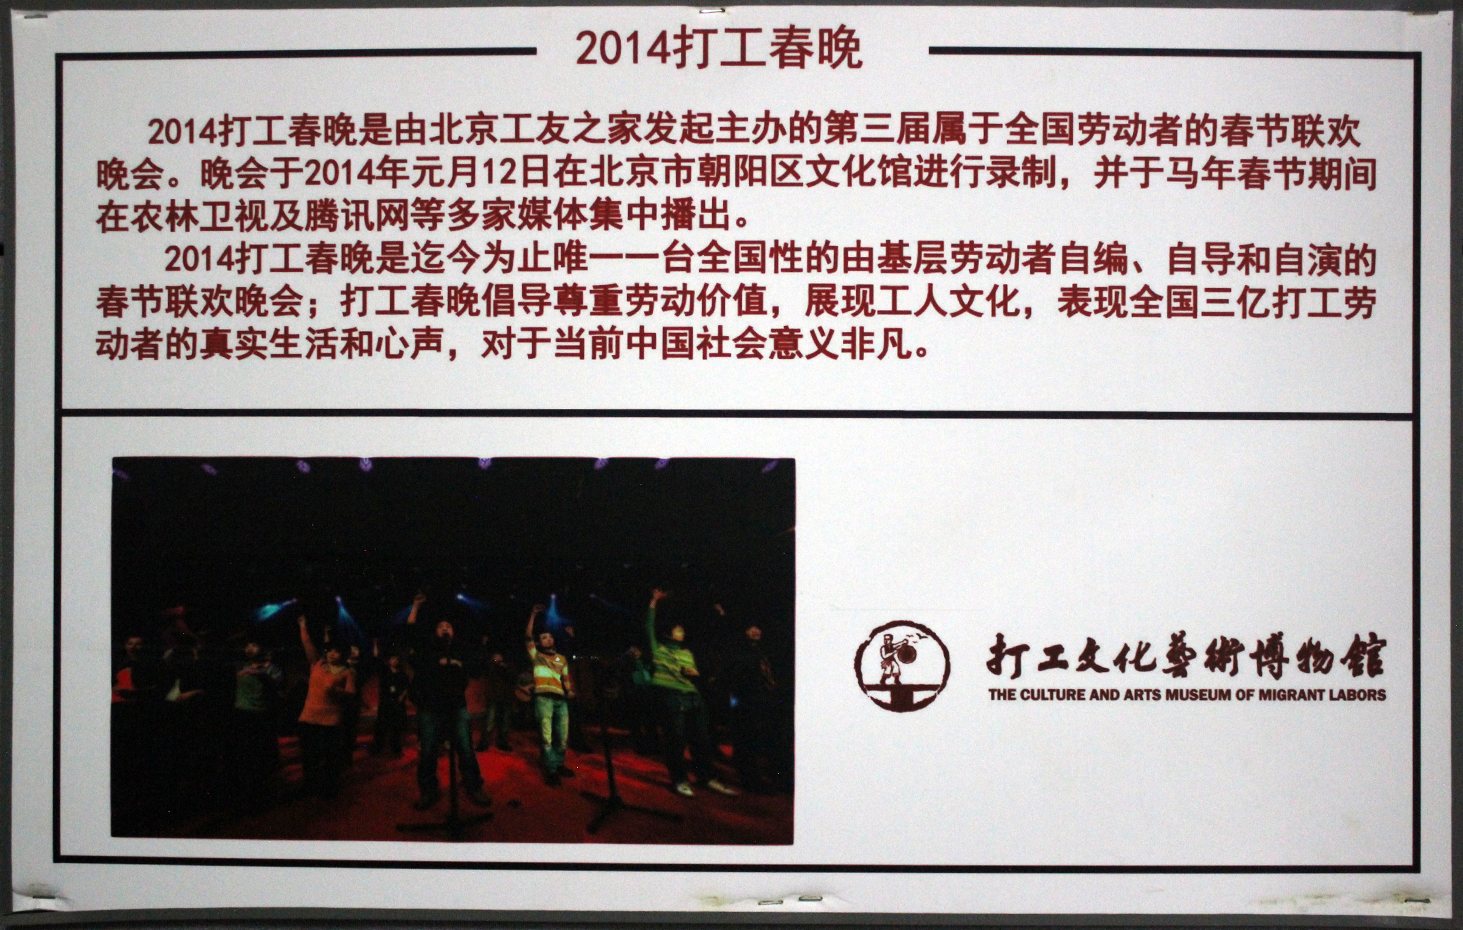 2014打工春晚
2014打工春晚是由北京工友之家发起主办的第三届属于全国劳动者的春节联欢
晚会。晚会于2014年元月12日在北京市朝阳区文化馆进行录制，并于马年春节期间
在农林卫视及腾讯网等多家媒体集中播出。
2014打工春晚是迄今为止唯一一台全国性的由基层劳动者自编、自导和自演的
春节联欢晚会；打工春晚倡导尊重劳动价值，展现工人文化，表现全国三亿打工劳
动者的真实生活和心声，对于当前中国社会意义非凡。
打工文化藝術博物館
THE CULTURE AND ARTS MUSEUM OF MIGRANT LABORS